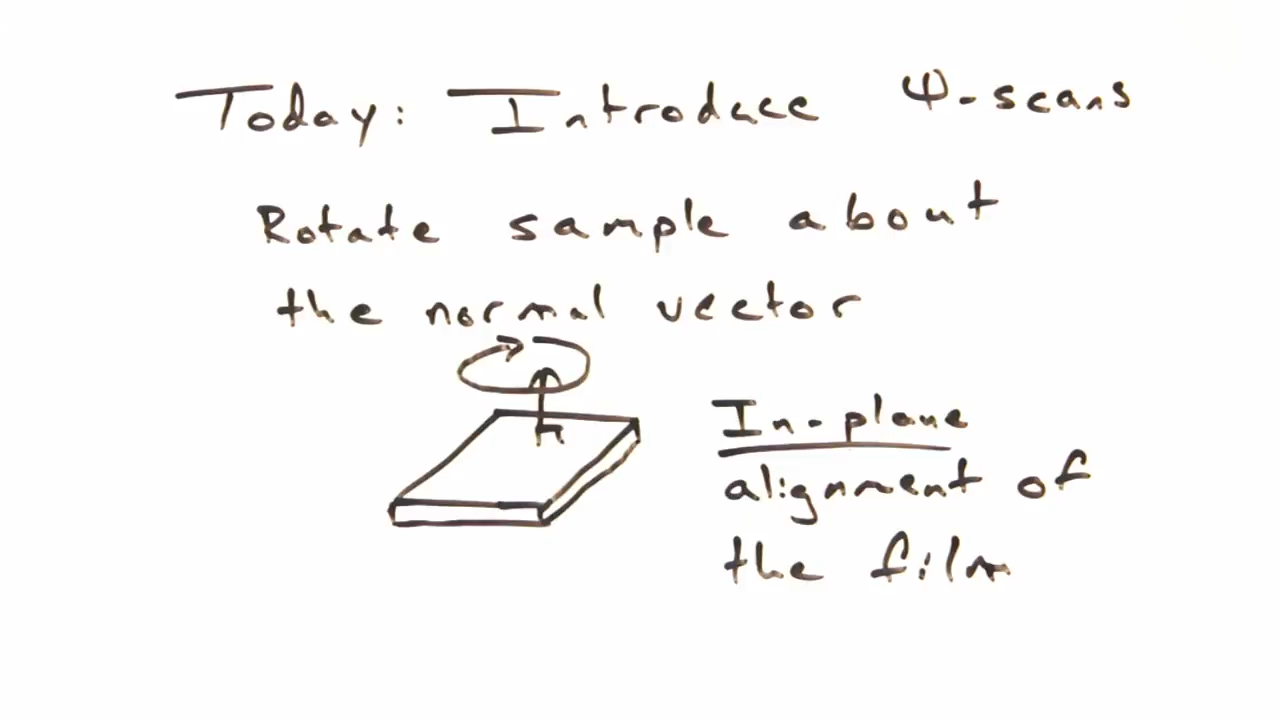 Today: Introduce φ-scans
Rotate sample about
the normal vector
In-plane
alignment of
the film